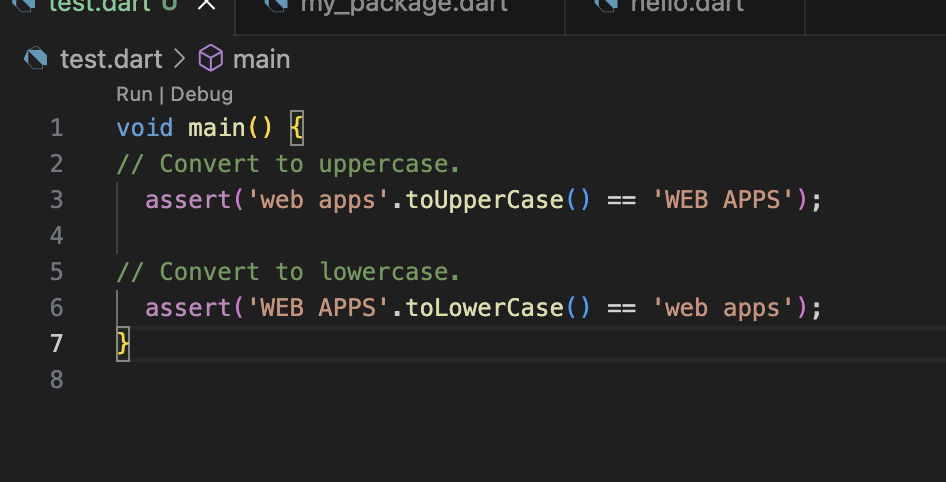 test.dart U my_package.dart hello.dart
test.dart > main
Run | Debug
1 void main() {
2 // Convert to uppercase.
3 assert('web apps'.toUpperCase() == 'WEB APPS');
4
5 // Convert to lowercase.
6 assert('WEB APPS'.toLowerCase() == 'web apps');
7 }
8